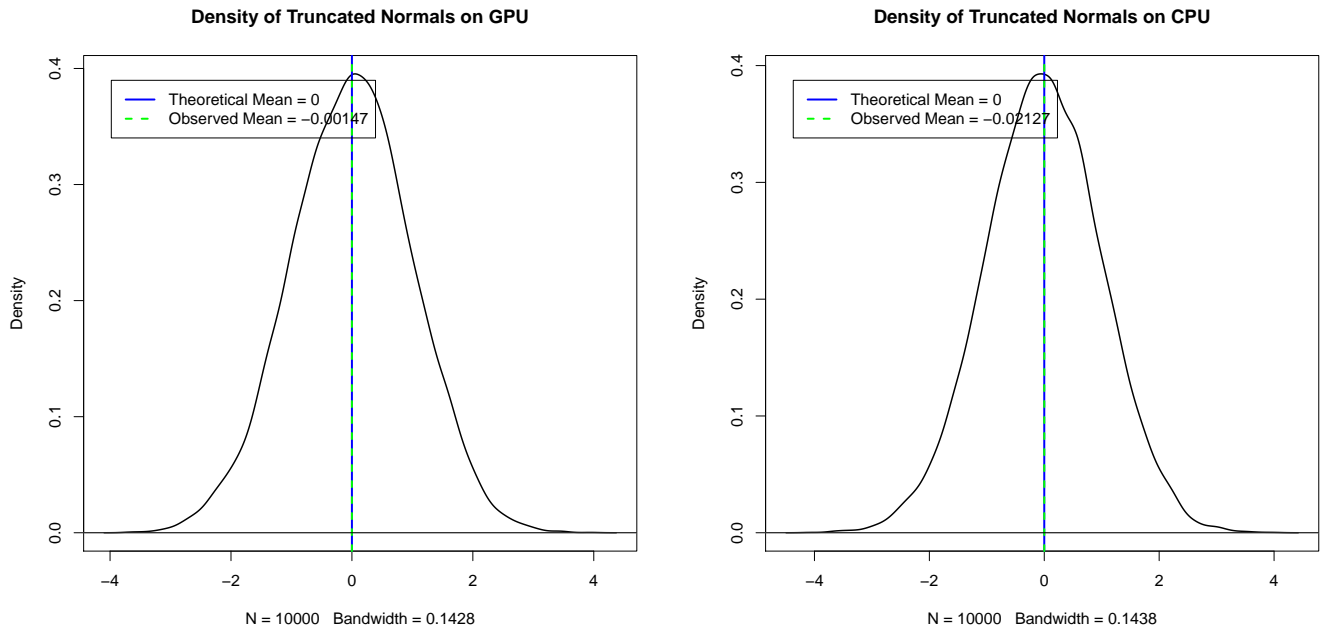 Density of Truncated Normals on GPU
Theoretical Mean = 0
Observed Mean = −0.00147
Density
0.0
0.1
0.2
0.3
0.4
−4 −2 0 2 4
N = 10000 Bandwidth = 0.1428
Density of Truncated Normals on CPU
Theoretical Mean = 0
Observed Mean = −0.02127
Density
0.0
0.1
0.2
0.3
0.4
−4 −2 0 2 4
N = 10000 Bandwidth = 0.1438